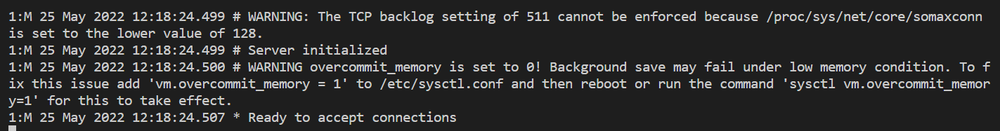 1:M 25 May 2022 12:18:24.499 # WARNING: The TCP backlog setting of 511 cannot be enforced because /proc/sys/net/core/somaxconn
is set to the lower value of 128.
1:M 25 May 2022 12:18:24.499 # Server initialized
1:M 25 May 2022 12:18:24.500 # WARNING overcommit_memory is set to 0! Background save may fail under low memory condition. To f
ix this issue add 'vm.overcommit_memory = 1' to /etc/sysctl.conf and then reboot or run the command 'sysctl vm.overcommit_memor
y=1' for this to take effect.
1:M 25 May 2022 12:18:24.507 * Ready to accept connections